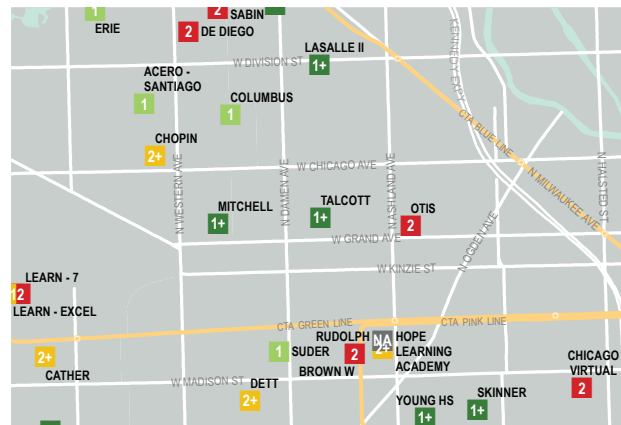 1
ERIE
2
SABIN
2
DE DIEGO
LASALLE II
1+
W DIVISION ST
KENNEDY EXPY
ACERO -
SANTIAGO
1
COLUMBUS
1
CTA BLUE LINE
CHOPIN
2+
W CHICAGO AVE
N MILWAUKEE AVE
N HALSTED ST
N WESTERN AVE
N DAMEN AVE
N ASHLAND AVE
MITCHELL
1+
TALCOTT
1+
OTIS
2
W GRAND AVE
N OGDEN AVE
W KINZIE ST
LEARN - 7
2
LEARN - EXCEL
CTA GREEN LINE
CTA PINK LINE
RUDOLPH
2
NA
HOPE
LEARNING
ACADEMY
2+
CATHER
1
SUDER
BROWN W
W MADISON ST
2+
DETT
CHICAGO
VIRTUAL
2
YOUNG HS
1+
SKINNER
1+